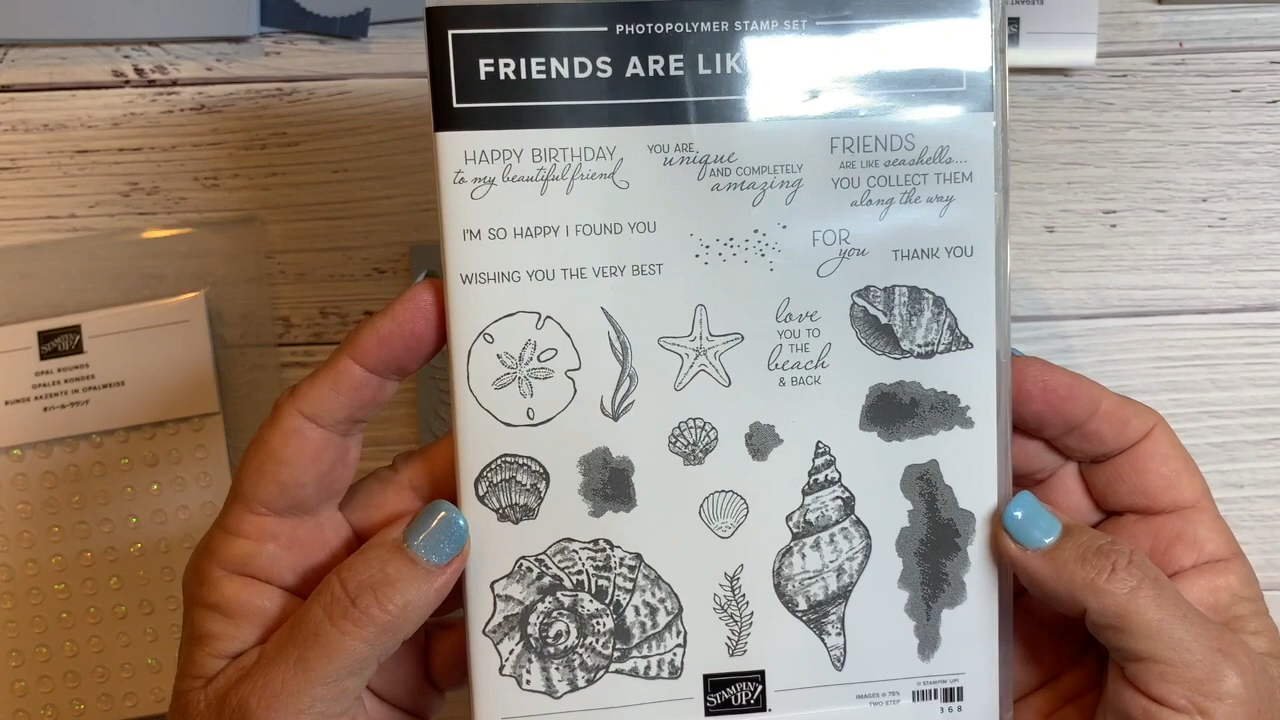 PHOTOPOLYMER STAMP SET
FRIENDS ARE LIK
HAPPY BIRTHDAY
to my beautiful friend
YOU ARE
unique
AND COMPLETELY
amazing
FRIENDS
ARE LIKE seashells...
YOU COLLECT THEM
along the way
I'M SO HAPPY I FOUND YOU
WISHING YOU THE VERY BEST
FOR
you
THANK YOU
love
YOU TO
THE
beach
& BACK
STAMPIN' UP!
© STAMPIN' UP!
IMAGES @ 78%
TWO-STEP
368
STAMPIN' UP!
OPAL ROUNDS
OPALES RONDES
RUNDE AKZENTE IN OPALWEISS
オパール・ラウンド
ELEGANT